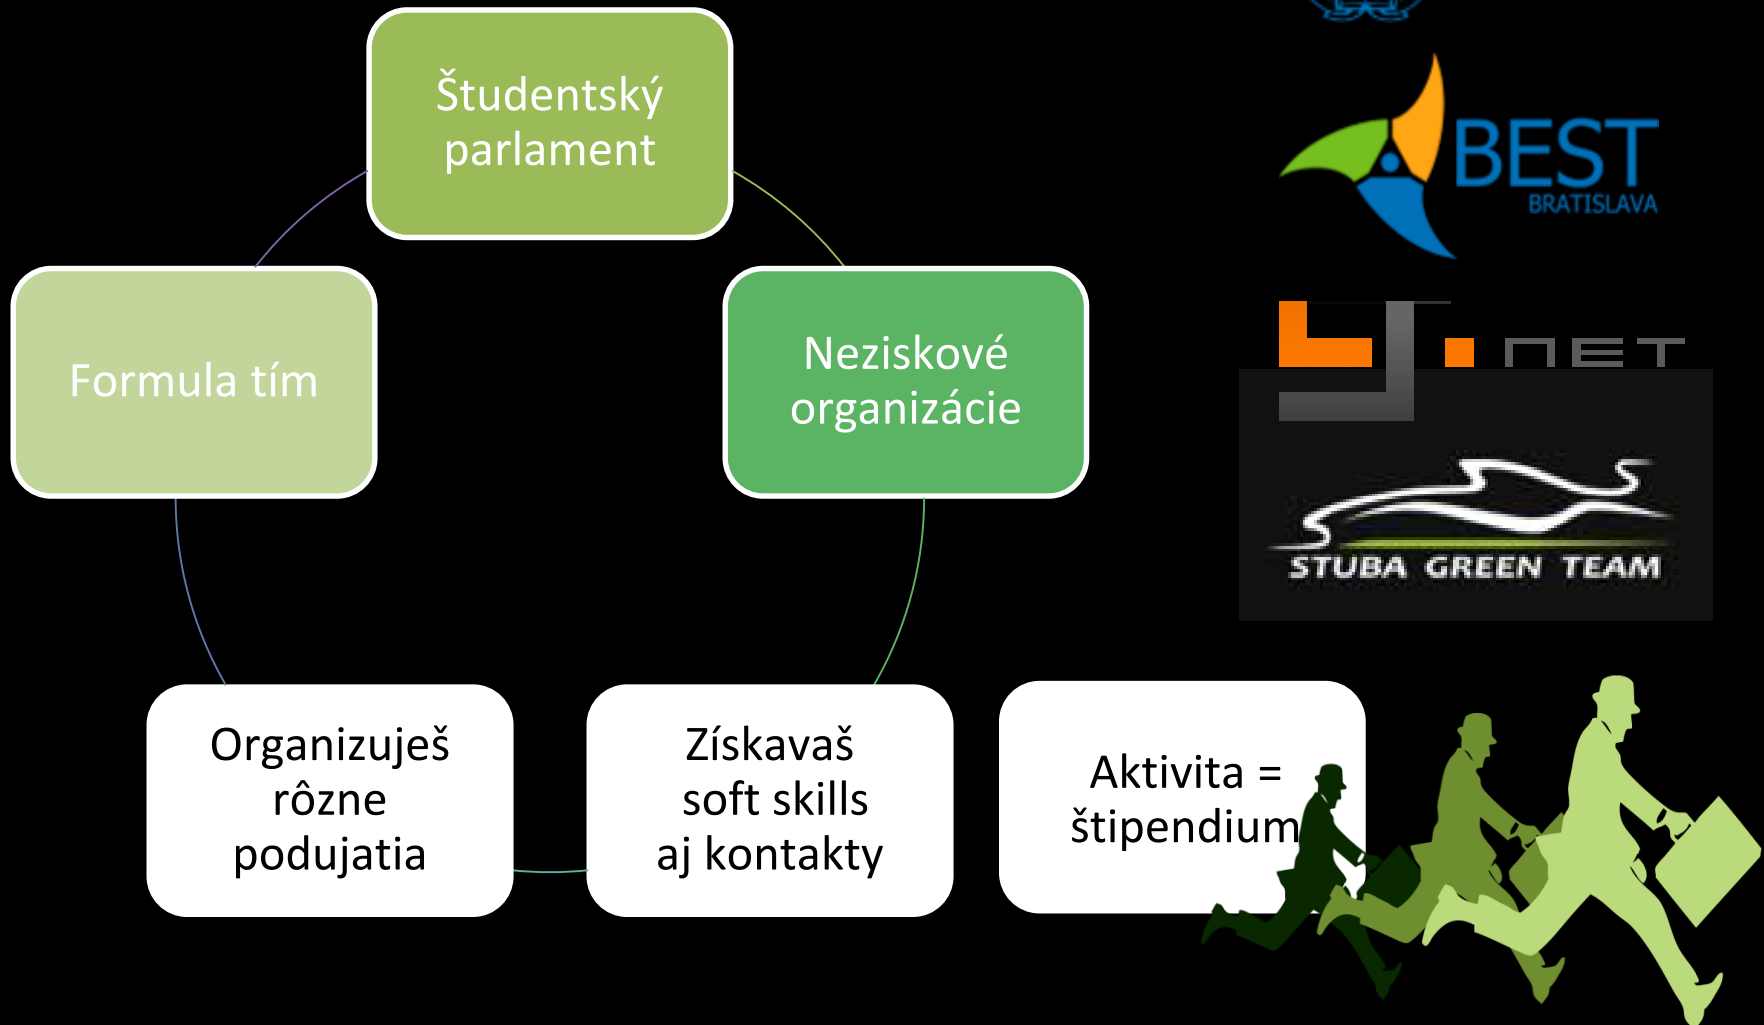 Študentský
parlament
Formula tím
Neziskové
organizácie
Organizuješ
rôzne
podujatia
Získavaš
soft skills
aj kontakty
Aktivita =
štipendium
BEST
BRATISLAVA
NET
STUBA GREEN TEAM